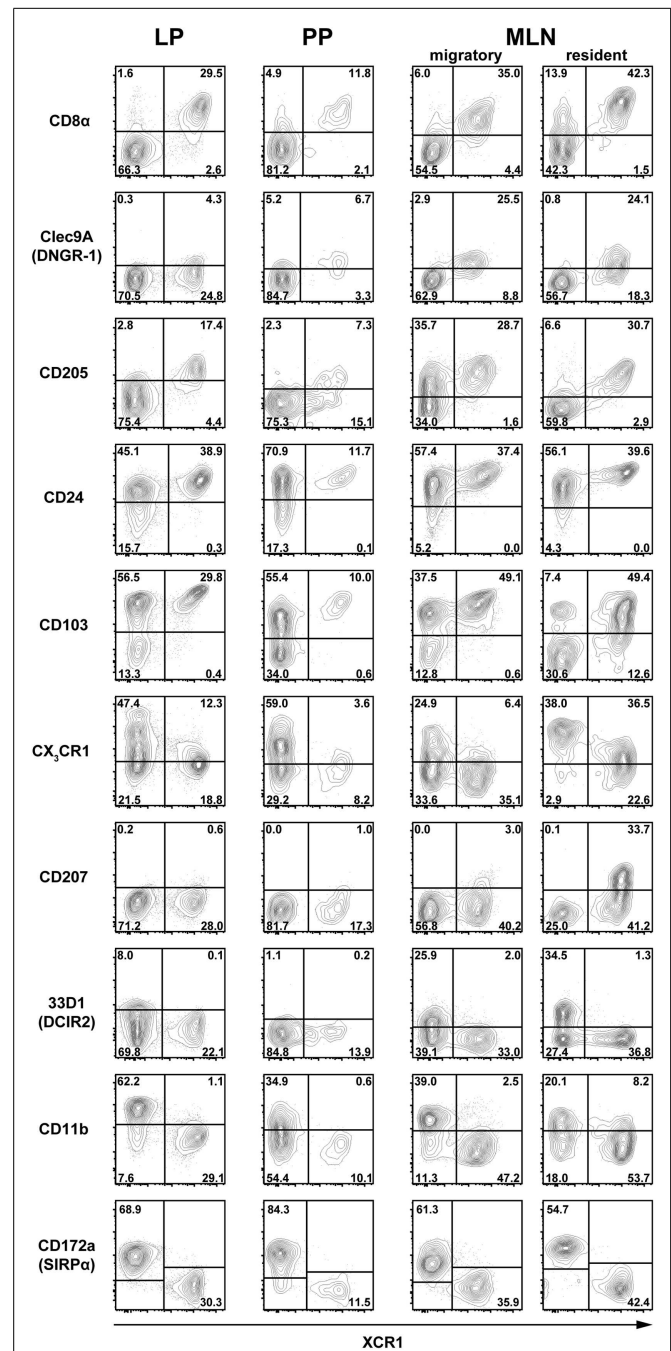 LP PP MLN
migratory resident
1.6 29.5 4.9 11.8 6.0 35.0 13.9 42.3
CD8α
66.3 2.6 81.2 2.1 54.5 4.4 42.3 1.5
0.3 4.3 5.2 6.7 2.9 25.5 0.8 24.1
Clec9A
(DNGR-1)
70.5 24.8 84.7 3.3 62.9 8.8 56.7 18.3
2.8 17.4 2.3 7.3 35.7 28.7 6.6 30.7
CD205
75.4 4.4 75.3 15.1 34.0 1.6 59.8 2.9
45.1 38.9 70.9 11.7 57.4 37.4 56.1 39.6
CD24
15.7 0.3 17.3 0.1 5.2 0.0 4.3 0.0
56.5 29.8 55.4 10.0 37.5 49.1 7.4 49.4
CD103
13.3 0.4 34.0 0.6 12.8 0.6 30.6 12.6
47.4 12.3 59.0 3.6 24.9 6.4 38.0 36.5
CX₃CR1
21.5 18.8 29.2 8.2 33.6 35.1 2.9 22.6
0.2 0.6 0.0 1.0 0.0 3.0 0.1 33.7
CD207
71.2 28.0 81.7 17.3 56.8 40.2 25.0 41.2
8.0 0.1 1.1 0.2 25.9 2.0 34.5 1.3
33D1
(DCIR2)
69.8 22.1 84.8 13.9 39.1 33.0 27.4 36.8
62.2 1.1 34.9 0.6 39.0 2.5 20.1 8.2
CD11b
7.6 29.1 54.4 10.1 11.3 47.2 18.0 53.7
68.9 84.3 61.3 54.7
CD172a
(SIRPα)
30.3 11.5 35.9 42.4
XCR1